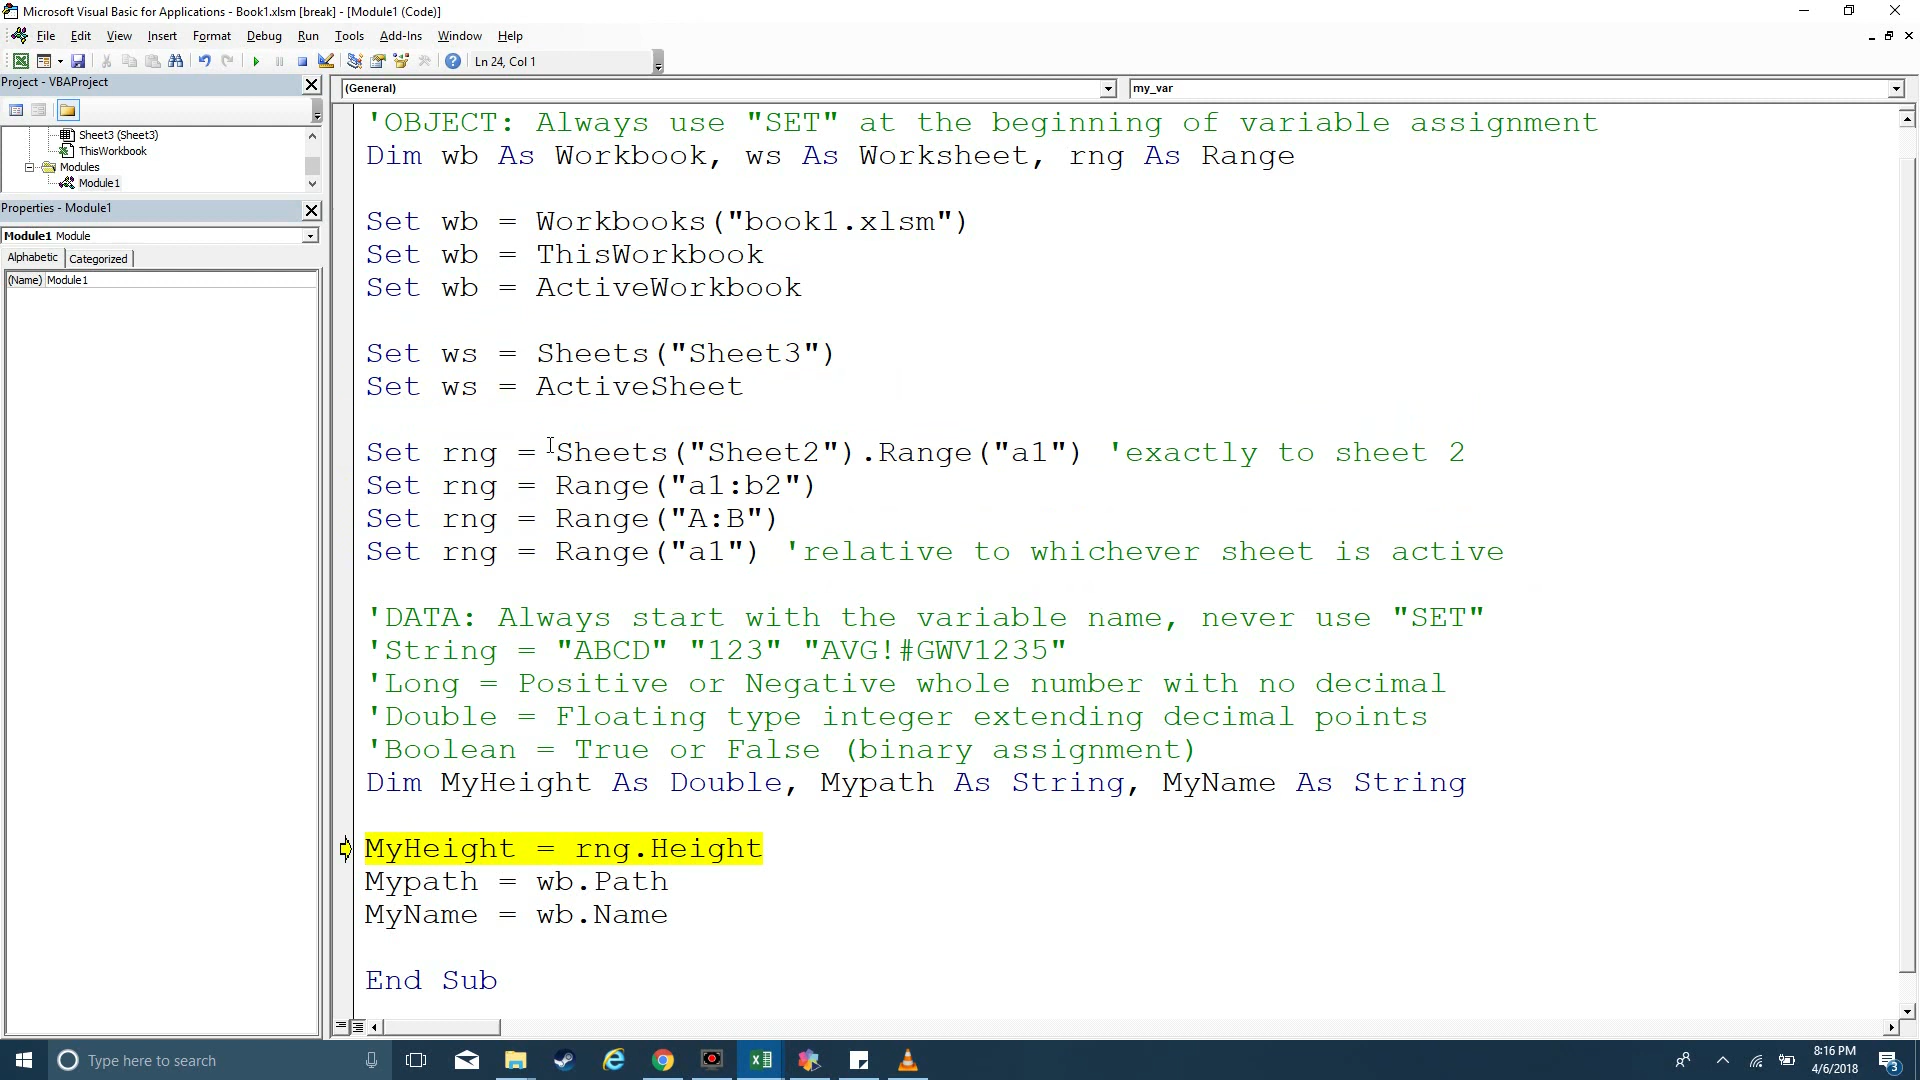 Microsoft Visual Basic for Applications - Book1.xlsm [break] - [Module1 (Code)]
File Edit View Insert Format Debug Run Tools Add-Ins Window Help
Ln 24, Col 1
Project - VBAProject
Sheet3 (Sheet3)
ThisWorkbook
Modules
Module1
Properties - Module1
Module1 Module
Alphabetic Categorized
(Name) Module1
(General) my_var
'OBJECT: Always use "SET" at the beginning of variable assignment
Dim wb As Workbook, ws As Worksheet, rng As Range
Set wb = Workbooks("book1.xlsm")
Set wb = ThisWorkbook
Set wb = ActiveWorkbook
Set ws = Sheets("Sheet3")
Set ws = ActiveSheet
Set rng = Sheets("Sheet2").Range("a1") 'exactly to sheet 2
Set rng = Range("a1:b2")
Set rng = Range("A:B")
Set rng = Range("a1") 'relative to whichever sheet is active
'DATA: Always start with the variable name, never use "SET"
'String = "ABCD" "123" "AVG!#GWV1235"
'Long = Positive or Negative whole number with no decimal
'Double = Floating type integer extending decimal points
'Boolean = True or False (binary assignment)
Dim MyHeight As Double, Mypath As String, MyName As String
MyHeight = rng.Height
Mypath = wb.Path
MyName = wb.Name
End Sub
Type here to search
8:16 PM
4/6/2018
3